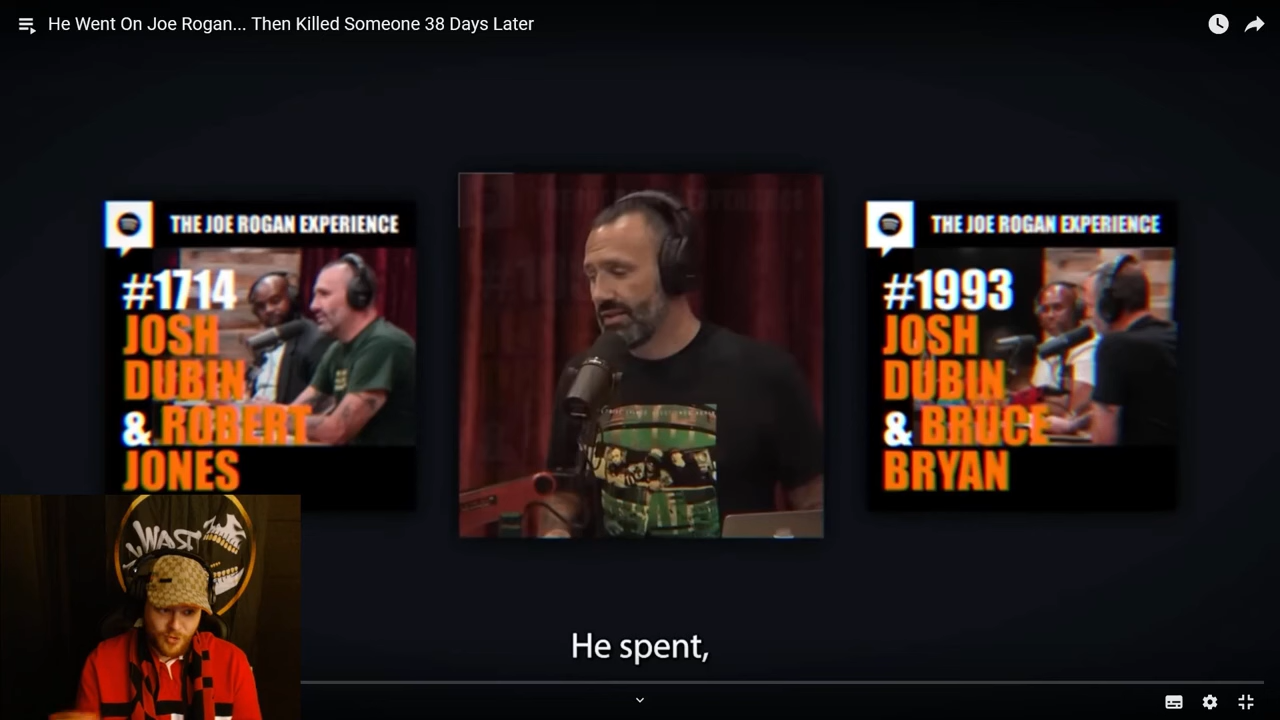 He Went On Joe Rogan... Then Killed Someone 38 Days Later
THE JOE ROGAN EXPERIENCE
#1714
JOSH
DUBIN
& ROBERT
JONES
THE JOE ROGAN EXPERIENCE
#1993
JOSH
DUBIN
& BRUCE
BRYAN
WAST
He spent,